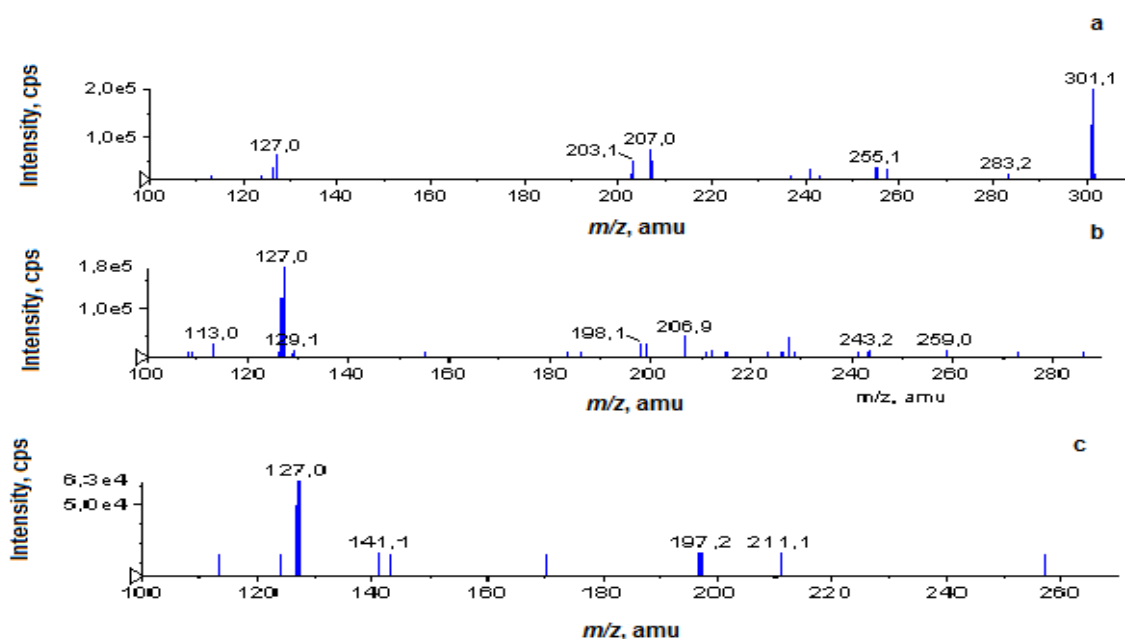 a
Intensity, cps
2,0e5
1,0e5
127,0
203,1
207,0
255,1
283,2
301,1
100 120 140 160 180 200 220 240 260 280 300
m/z, amu
b
Intensity, cps
1,8e5
1,0e5
113,0
127,0
129,1
198,1
206,9
243,2
259,0
100 120 140 160 180 200 220 240 260 280
m/z, amu
m/z, amu
c
Intensity, cps
6,3e4
5,0e4
127,0
141,1
197,2
211,1
100 120 140 160 180 200 220 240 260
m/z, amu